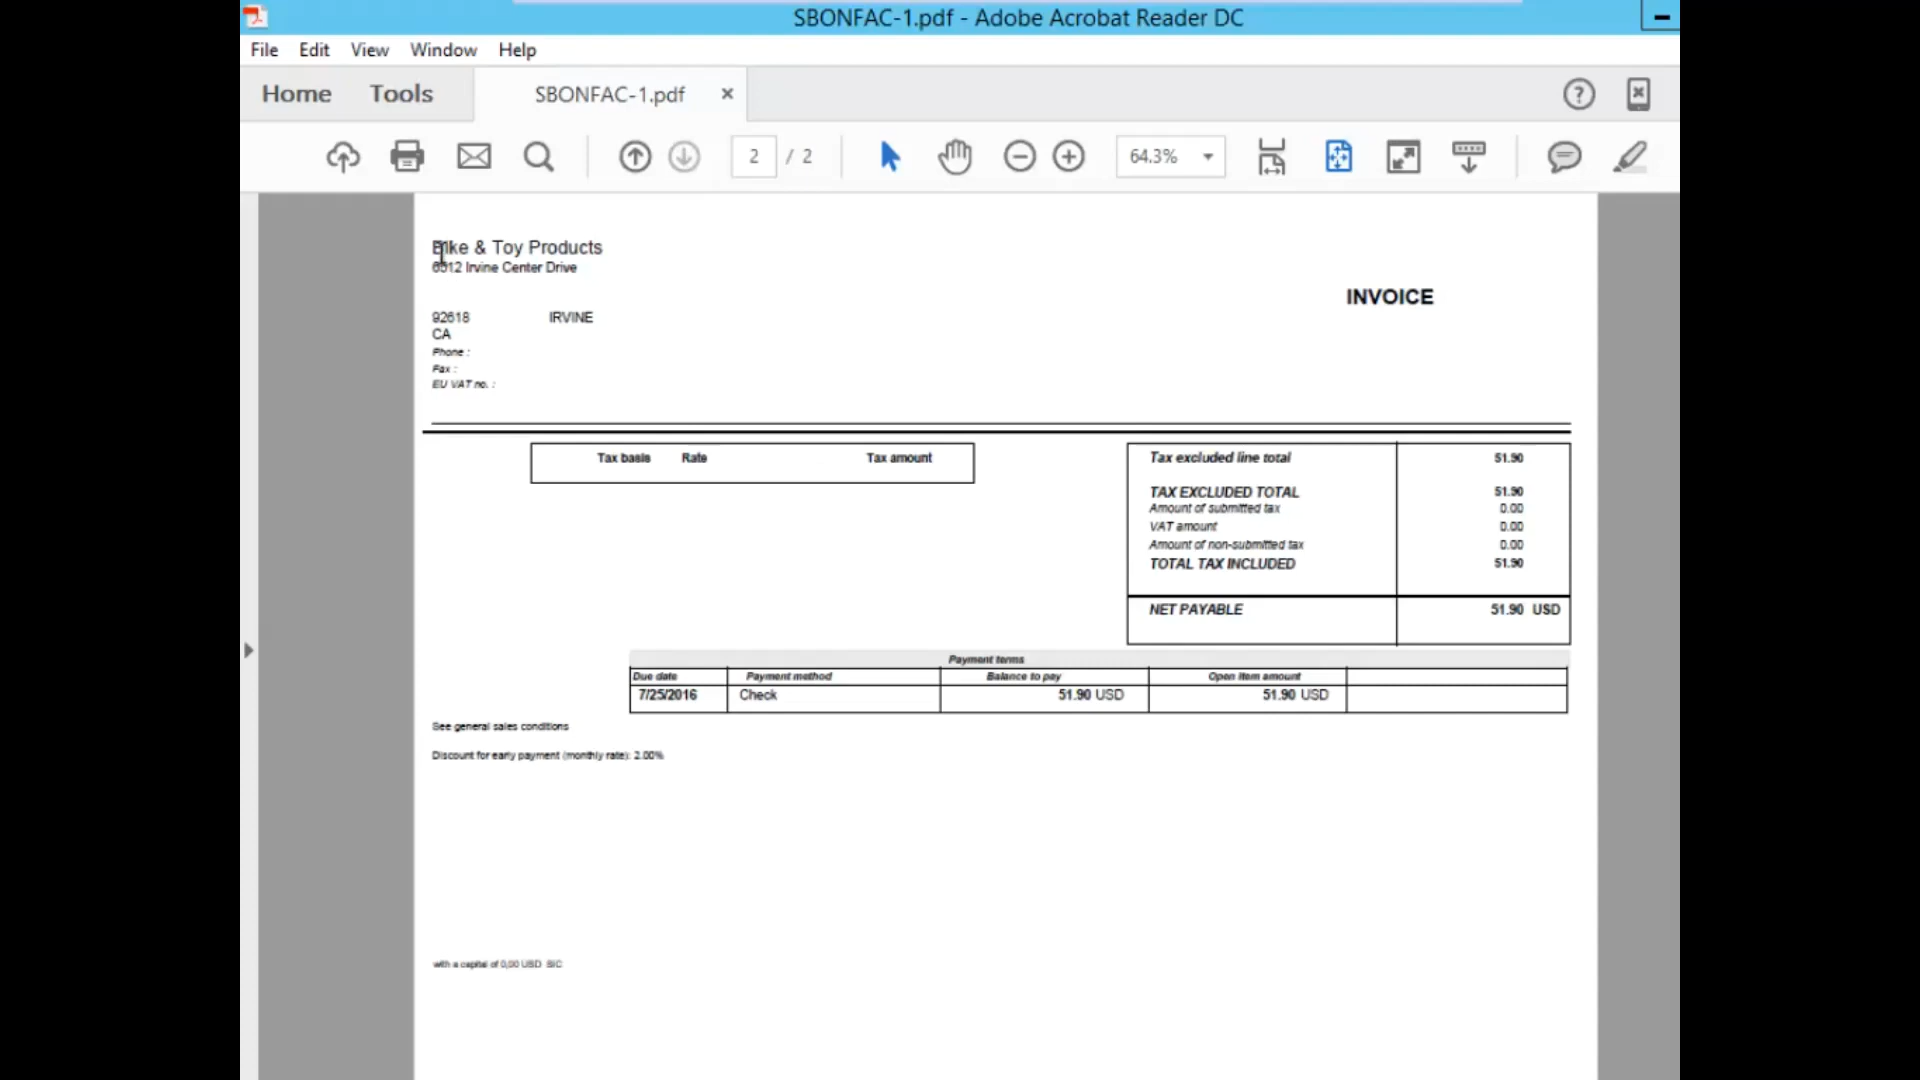 SBONFAC-1.pdf - Adobe Acrobat Reader DC
File Edit View Window Help
Home Tools SBONFAC-1.pdf
2 / 2 64.3%
Bike & Toy Products
6012 Irvine Center Drive
INVOICE
92618 IRVINE
CA
Phone :
Fax :
EU VAT no. :
Tax basis Rate Tax amount
Tax excluded line total 51.90
TAX EXCLUDED TOTAL 51.90
Amount of submitted tax 0.00
VAT amount 0.00
Amount of non-submitted tax 0.00
TOTAL TAX INCLUDED 51.90
NET PAYABLE 51.90 USD
Payment terms
Due date Payment method Balance to pay Open item amount
7/25/2016 Check 51.90 USD 51.90 USD
See general sales conditions
Discount for early payment (monthly rate): 2.00%
with a capital of 0,00 USD SIC